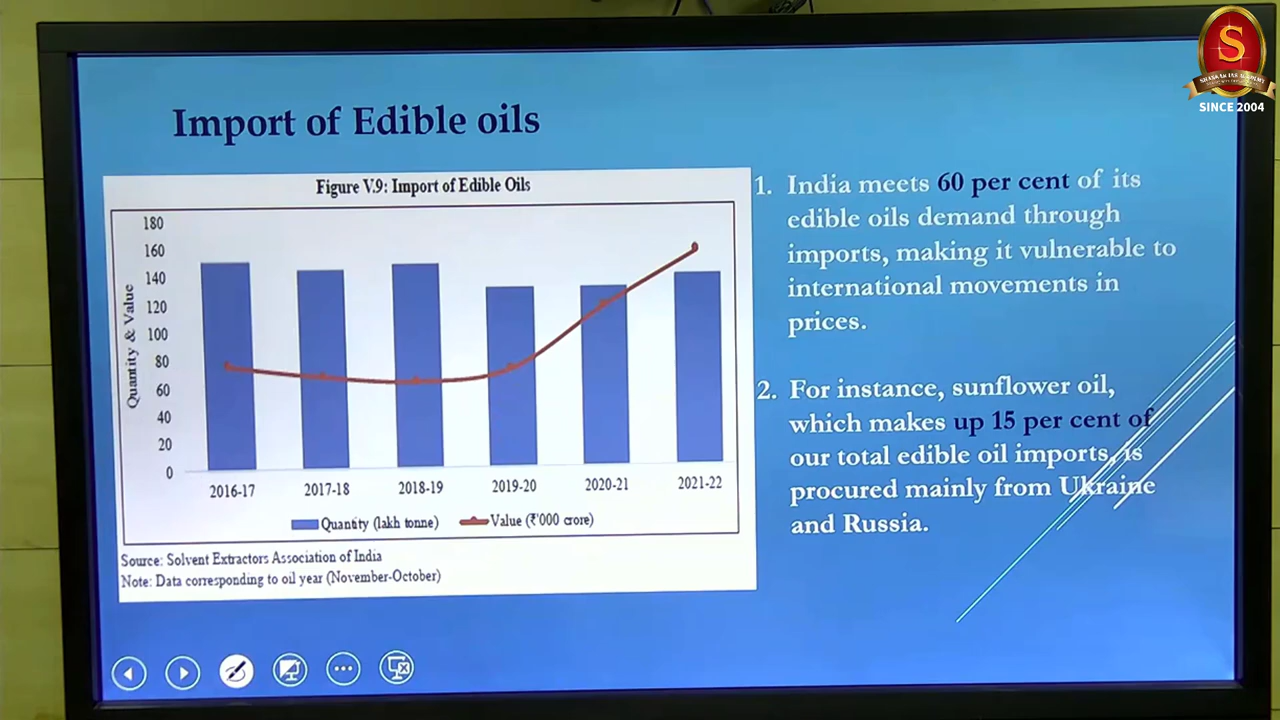 S
SHANKAR IAS ACADEMY
SINCE 2004
Import of Edible oils
Figure V.9: Import of Edible Oils
Quantity & Value
180
160
140
120
100
80
60
40
20
0
2016-17 2017-18 2018-19 2019-20 2020-21 2021-22
Quantity (lakh tonne) Value (₹'000 crore)
Source: Solvent Extractors Association of India
Note: Data corresponding to oil year (November-October)
1. India meets 60 per cent of its
edible oils demand through
imports, making it vulnerable to
international movements in
prices.
2. For instance, sunflower oil,
which makes up 15 per cent of
our total edible oil imports, is
procured mainly from Ukraine
and Russia.